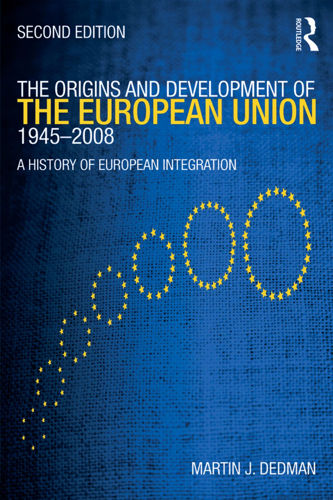 SECOND EDITION
ROUTLEDGE
THE ORIGINS AND DEVELOPMENT OF
THE EUROPEAN UNION
1945–2008
A HISTORY OF EUROPEAN INTEGRATION
MARTIN J. DEDMAN